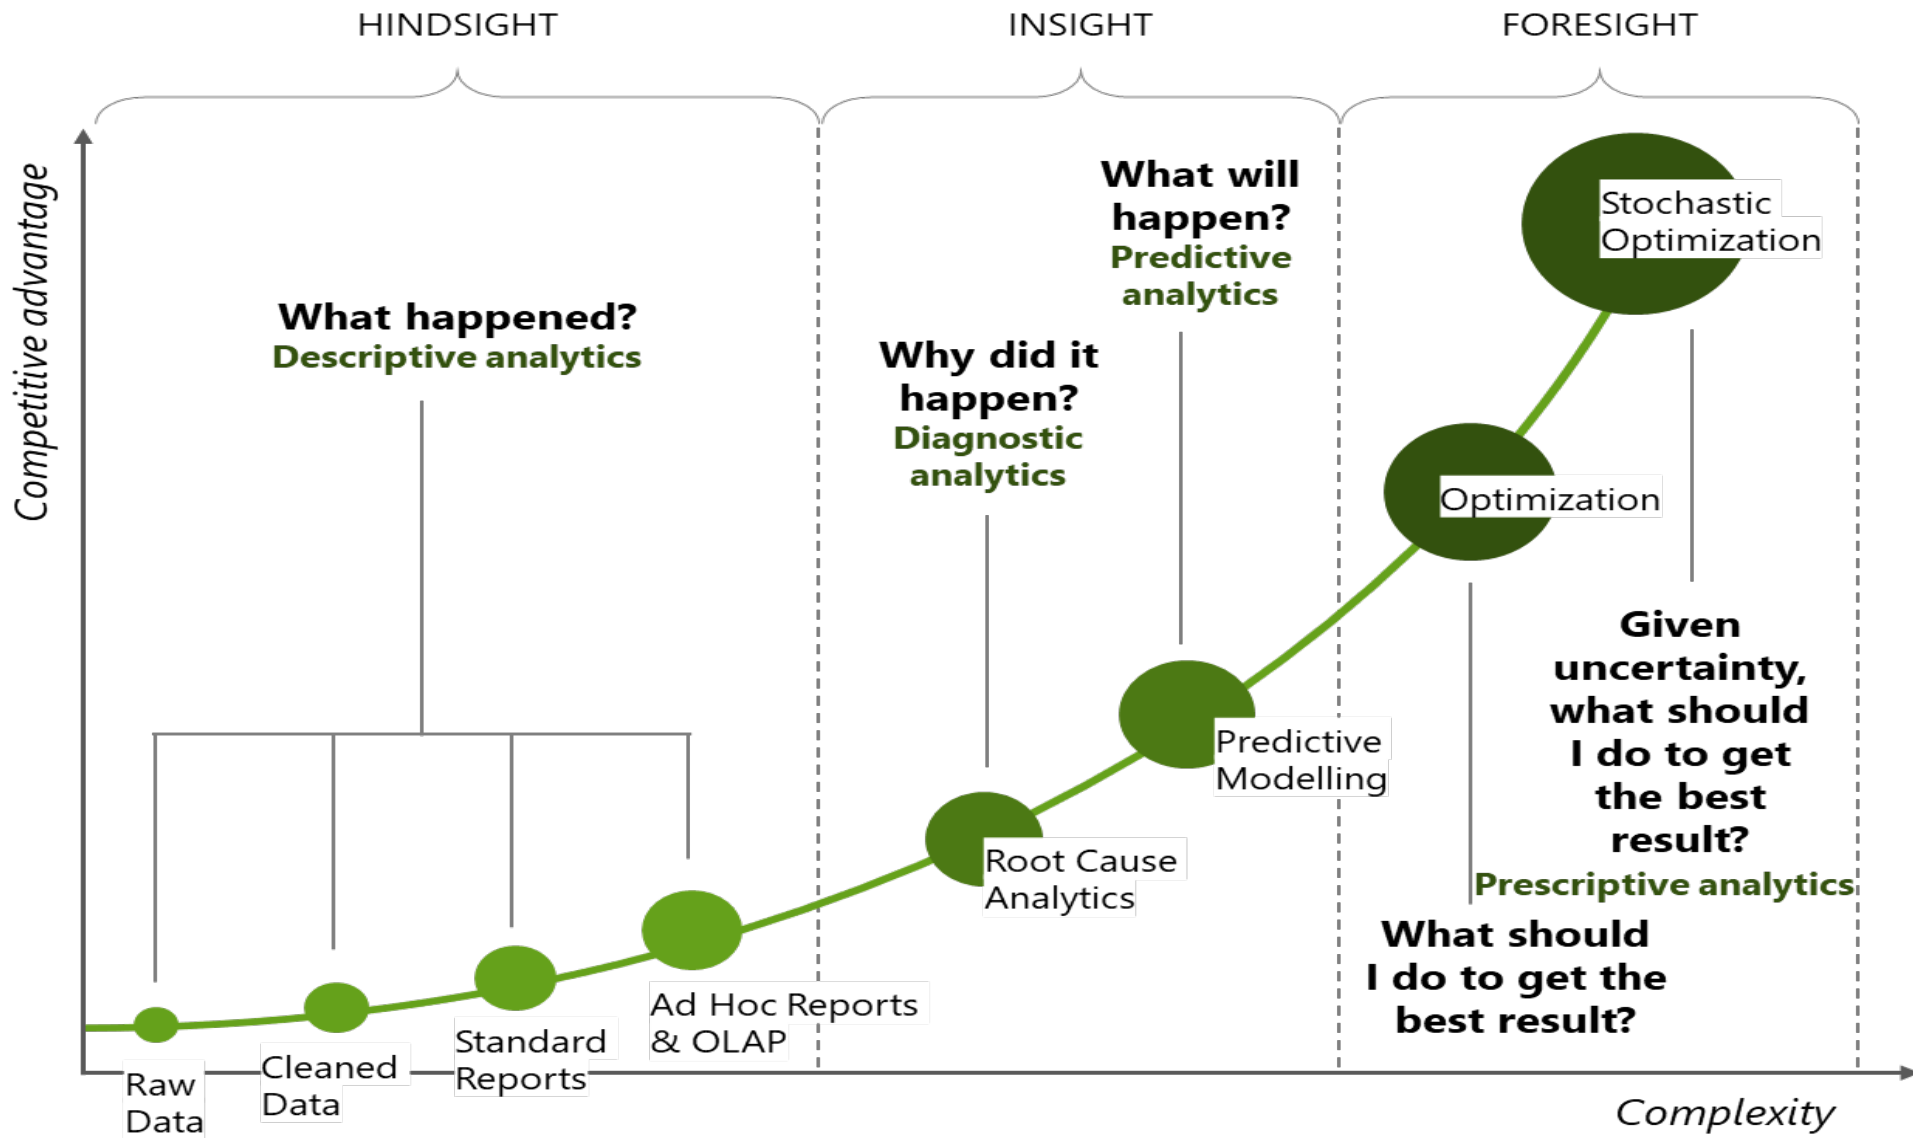 HINDSIGHT
INSIGHT
FORESIGHT
Competitive advantage
What happened?
Descriptive analytics
Why did it
happen?
Diagnostic
analytics
What will
happen?
Predictive
analytics
Stochastic
Optimization
Optimization
Given
uncertainty,
what should
I do to get
the best
result?
Prescriptive analytics
What should
I do to get the
best result?
Predictive
Modelling
Root Cause
Analytics
Ad Hoc Reports
& OLAP
Standard
Reports
Cleaned
Data
Raw
Data
Complexity